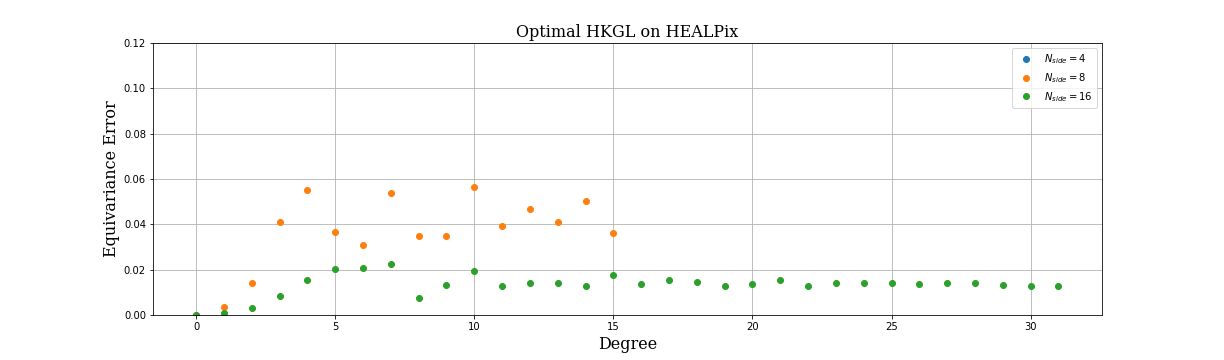 Optimal HKGL on HEALPix
0.12
0.10
0.08
0.06
0.04
0.02
0.00
Equivariance Error
N_side = 4
N_side = 8
N_side = 16
0 5 10 15 20 25 30
Degree